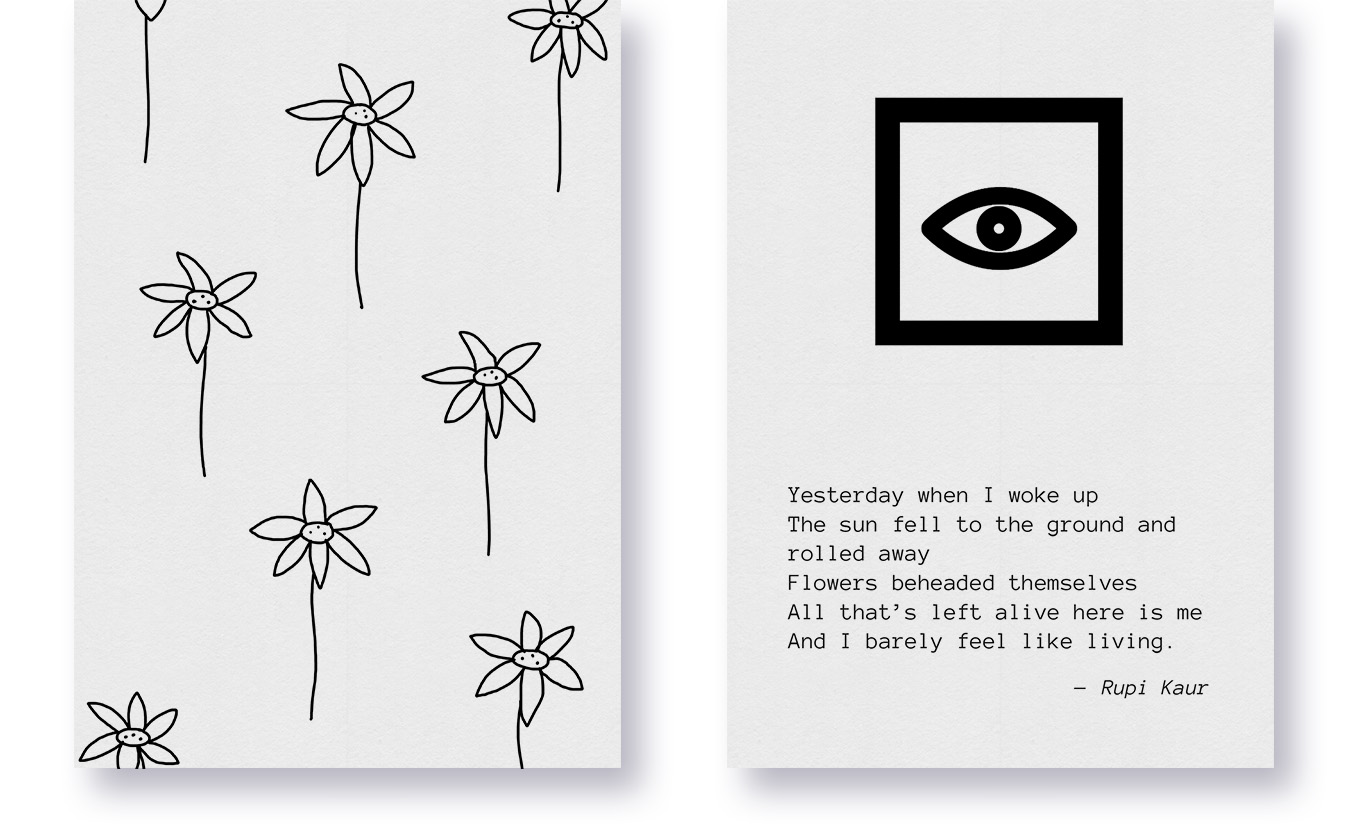 Yesterday when I woke up
The sun fell to the ground and
rolled away
Flowers beheaded themselves
All that’s left alive here is me
And I barely feel like living.
— Rupi Kaur